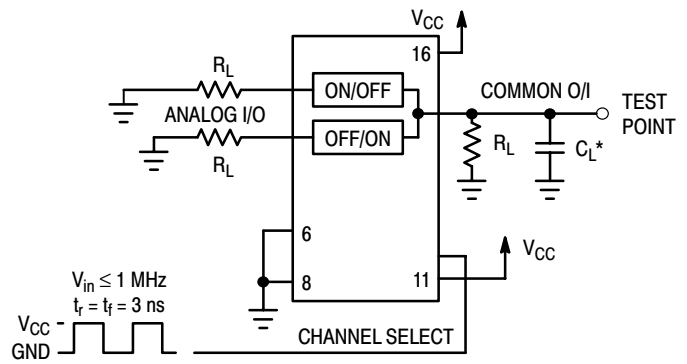 V_CC
16
R_L
ON/OFF
COMMON O/I
ANALOG I/O
TEST
POINT
OFF/ON
R_L
R_L
C_L*
6
V_CC
8
11
V_in ≤ 1 MHz
t_r = t_f = 3 ns
V_CC
GND
CHANNEL SELECT